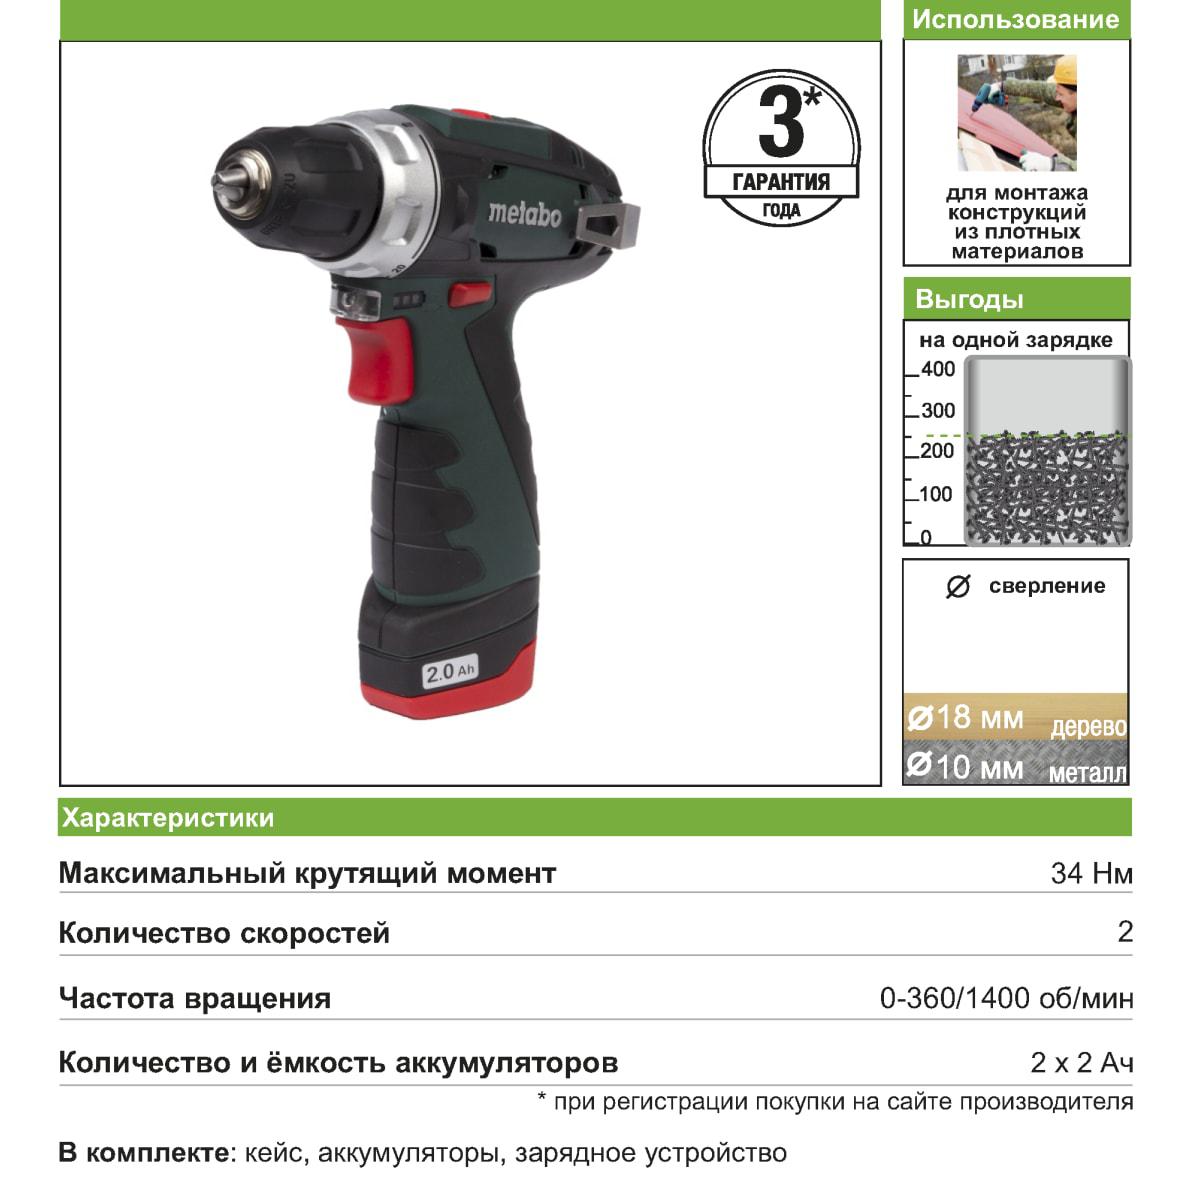 Использование
3*
ГАРАНТИЯ
ГОДА
metabo
20
2.0 Ah
для монтажа
конструкций
из плотных
материалов
Выгоды
на одной зарядке
400
300
200
100
0
Ø сверление
Ø18 мм дерево
Ø10 мм металл
Характеристики
Максимальный крутящий момент 34 Нм
Количество скоростей 2
Частота вращения 0-360/1400 об/мин
Количество и ёмкость аккумуляторов 2 x 2 Ач
* при регистрации покупки на сайте производителя
В комплекте: кейс, аккумуляторы, зарядное устройство